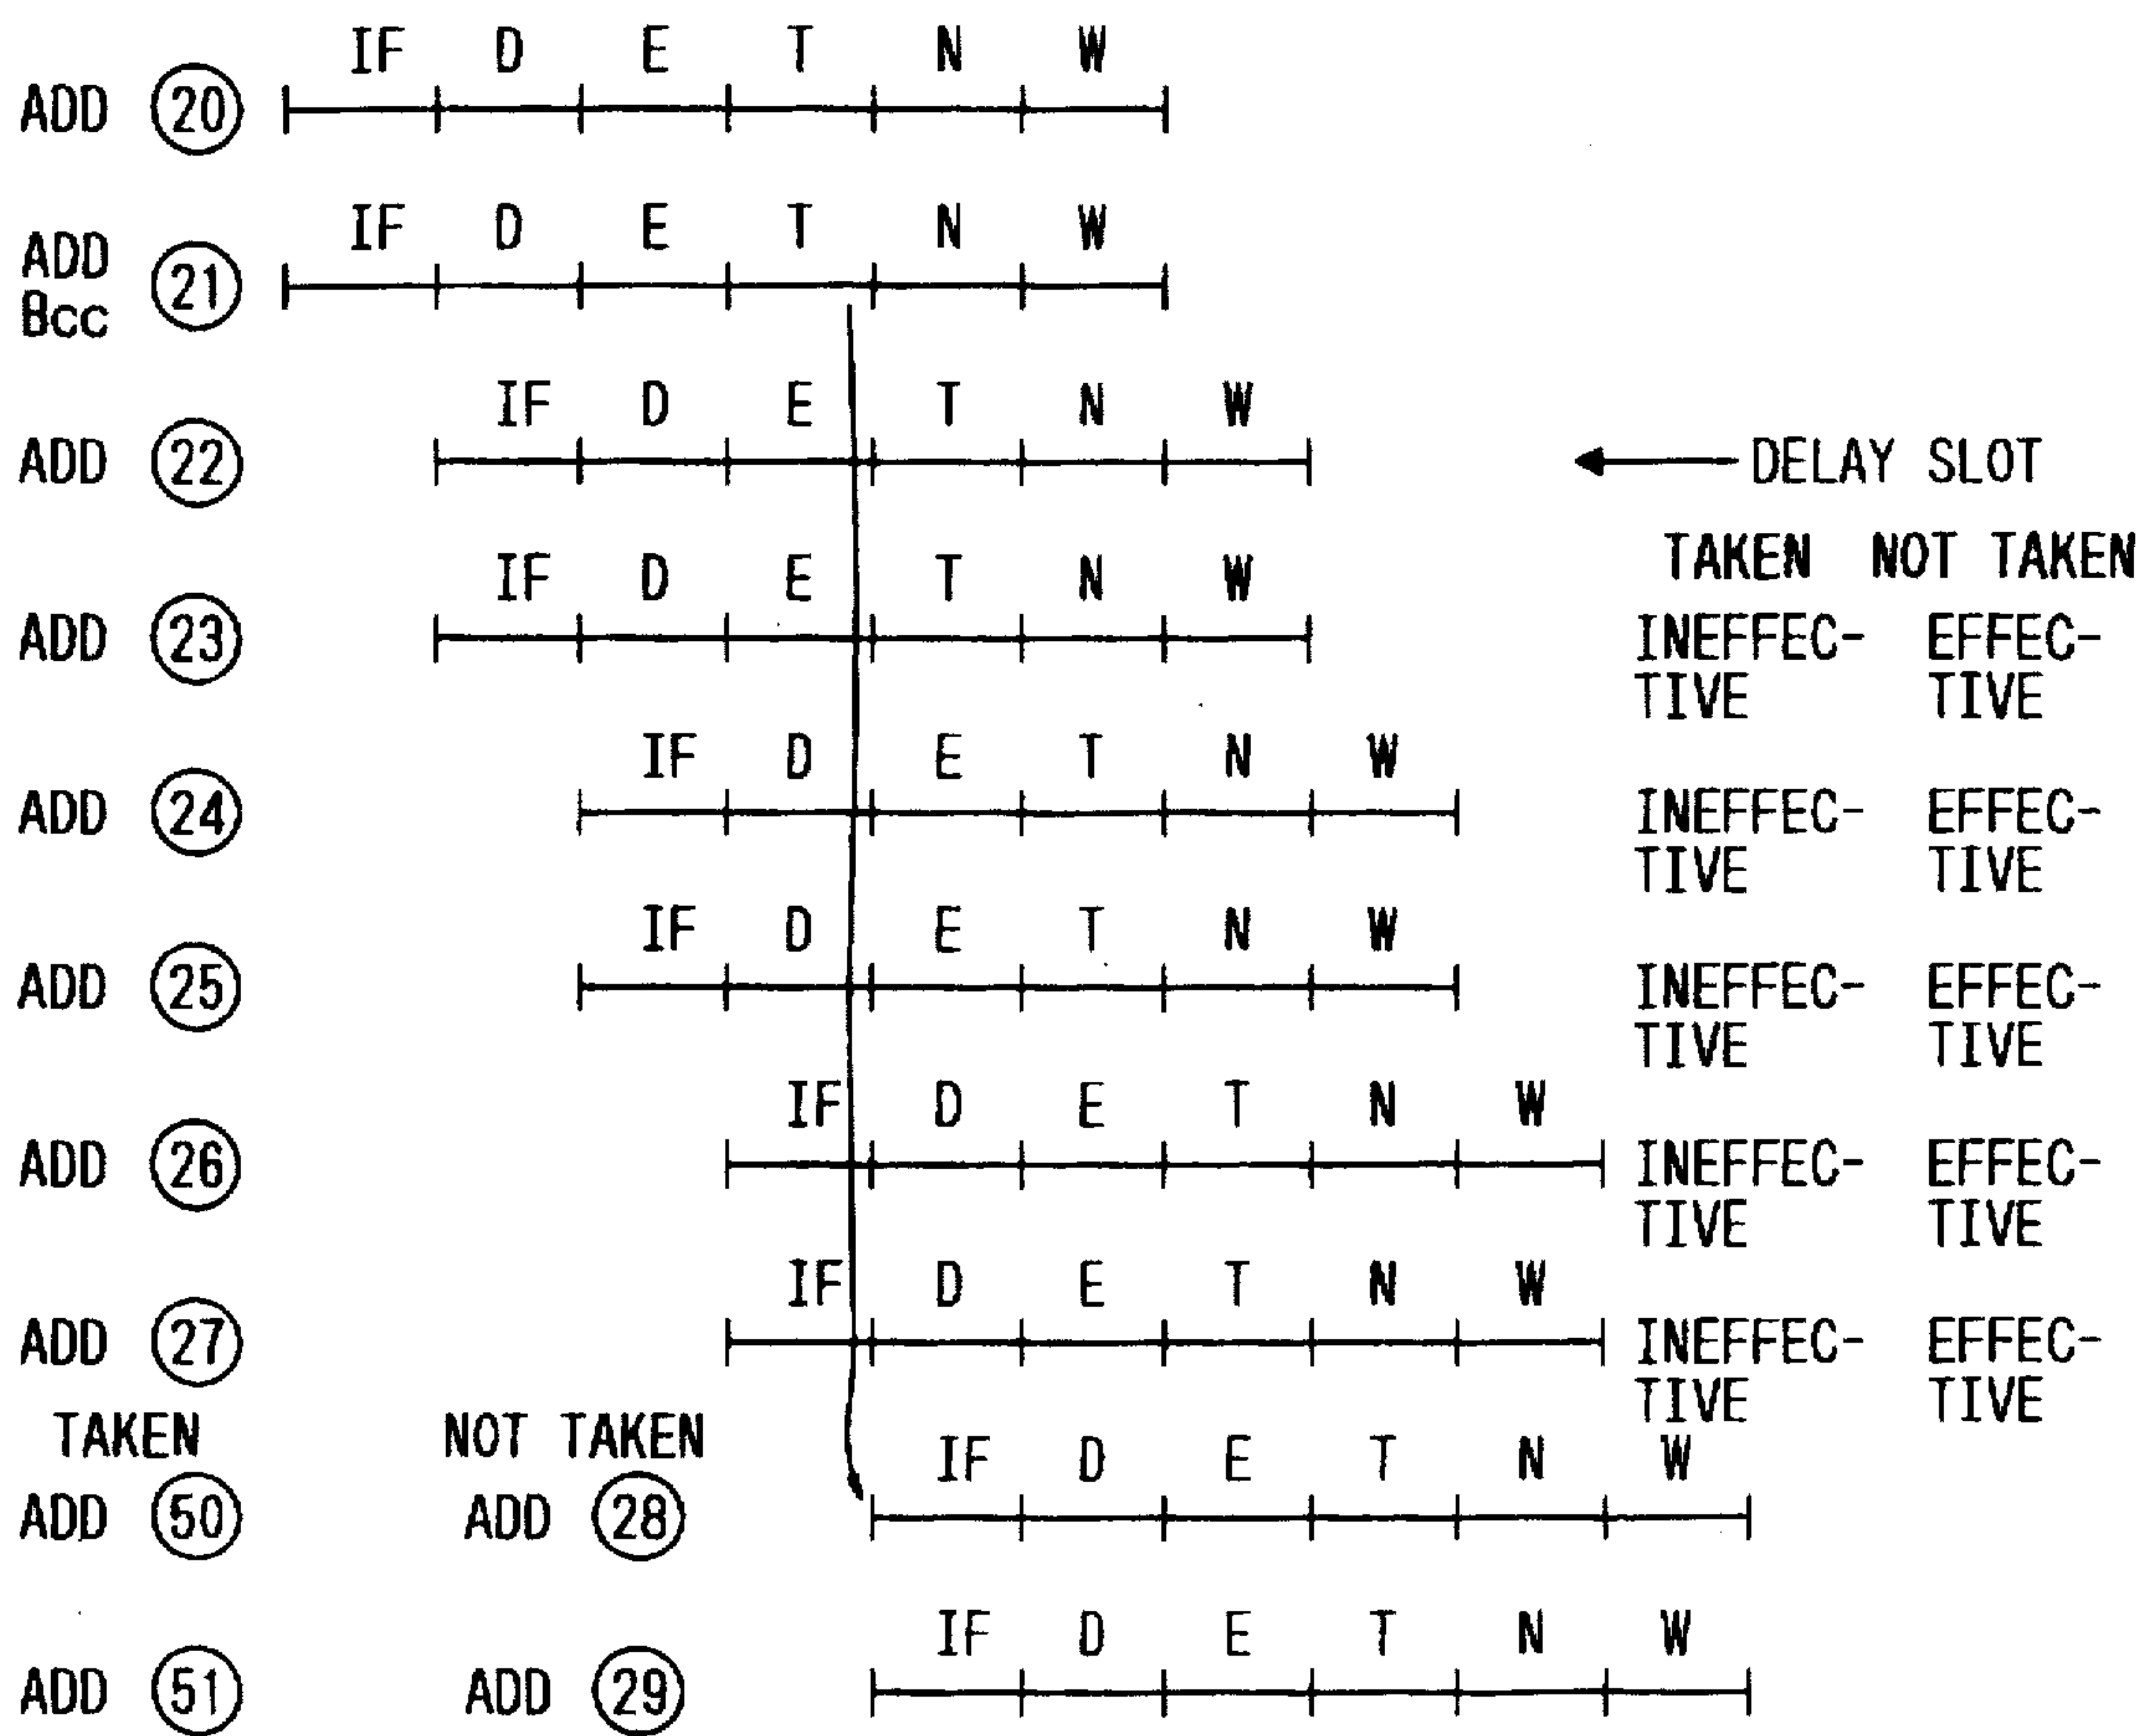 IF D E T N W
ADD 20
IF D E T N W
ADD
Bcc 21
IF D E T N W
ADD 22 DELAY SLOT
TAKEN NOT TAKEN
IF D E T N W
ADD 23 INEFFEC- EFFEC-
TIVE TIVE
IF D E T N W
ADD 24 INEFFEC- EFFEC-
TIVE TIVE
IF D E T N W
ADD 25 INEFFEC- EFFEC-
TIVE TIVE
IF D E T N W
ADD 26 INEFFEC- EFFEC-
TIVE TIVE
IF D E T N W
ADD 27 INEFFEC- EFFEC-
TIVE TIVE
TAKEN NOT TAKEN
IF D E T N W
ADD 50 ADD 28
IF D E T N W
ADD 51 ADD 29